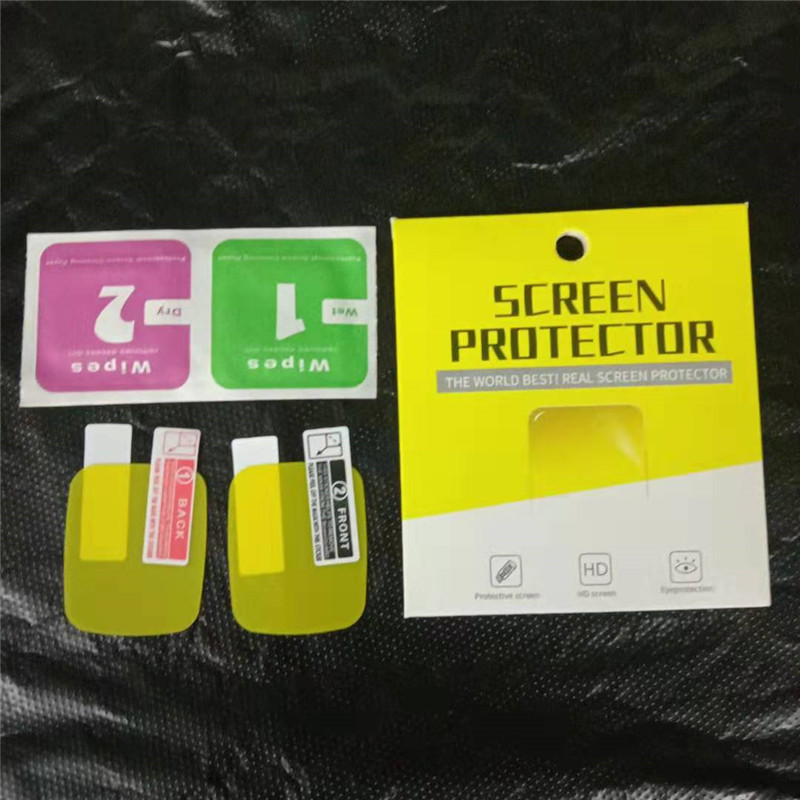 SCREEN
PROTECTOR
THE WORLD BEST! REAL SCREEN PROTECTOR
Protective screen
HD
HD screen
Eyeprotection
Wipes
2
Dry
Wipes
1
Wet
1
BACK
2
FRONT